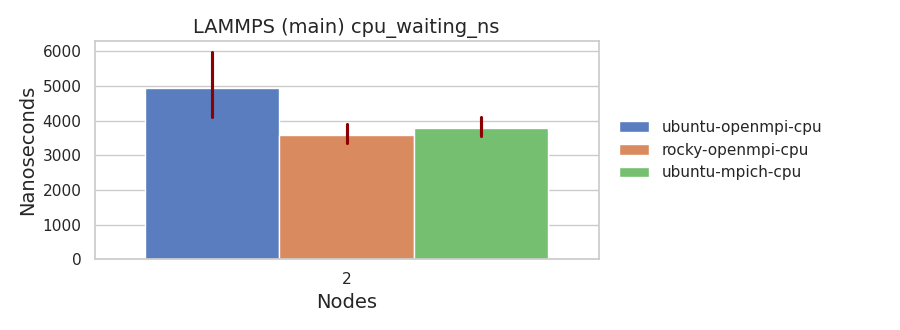 LAMMPS (main) cpu_waiting_ns
6000
5000
4000
3000
2000
1000
0
Nanoseconds
2
Nodes
ubuntu-openmpi-cpu
rocky-openmpi-cpu
ubuntu-mpich-cpu